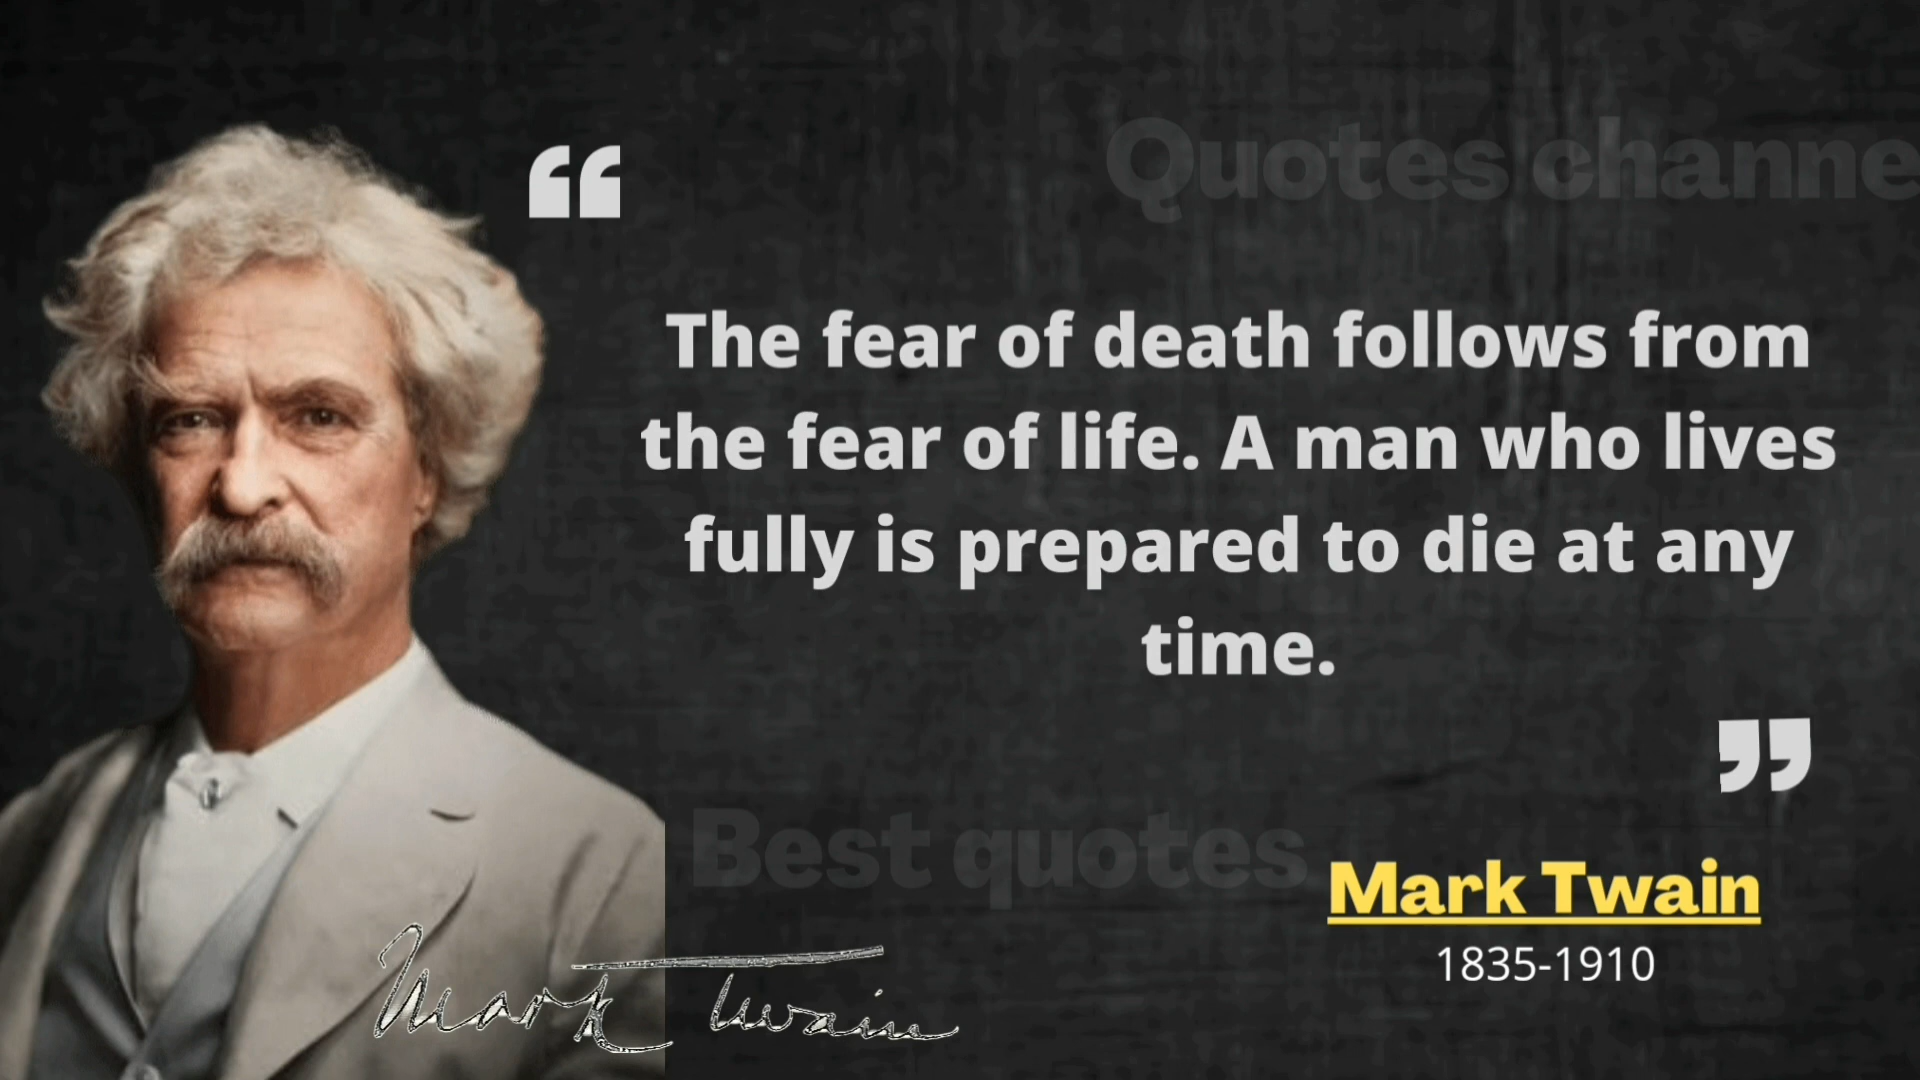 Quotes channe
“
The fear of death follows from
the fear of life. A man who lives
fully is prepared to die at any
time.
”
Best quotes
Mark Twain
1835-1910
Mark Twain